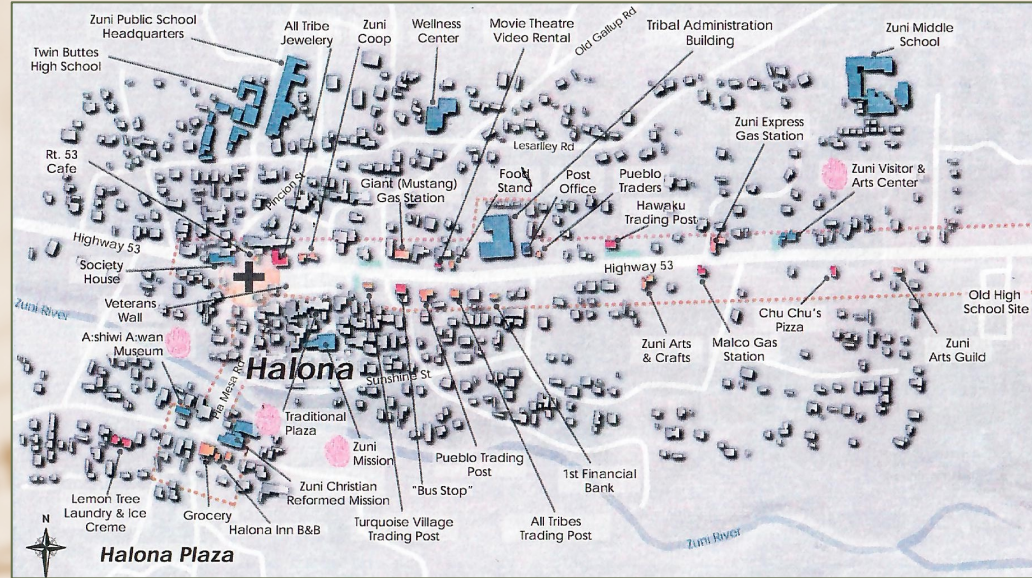 Zuni Public School
Headquarters
All Tribe
Jewelery
Zuni
Coop
Wellness
Center
Movie Theatre
Video Rental
Old Gallup Rd
Tribal Administration
Building
Zuni Middle
School
Twin Buttes
High School
Zuni Express
Gas Station
Lesarlley Rd
Rt. 53
Cafe
Pincion St
Giant (Mustang)
Gas Station
Food
Stand
Post
Office
Pueblo
Traders
Hawaku
Trading Post
Zuni Visitor &
Arts Center
Highway 53
Society
House
Highway 53
Veterans
Wall
Zuni River
Old High
School Site
Chu Chu's
Pizza
A:shiwi A:wan
Museum
Zuni Arts
& Crafts
Malco Gas
Station
Zuni
Arts Guild
Halona
Sunshine St
Pia Mesa Rd
Traditional
Plaza
Zuni
Mission
Pueblo Trading
Post
1st Financial
Bank
Zuni Christian
Reformed Mission
"Bus Stop"
Lemon Tree
Laundry & Ice
Creme
Grocery
Halona Inn B&B
Turquoise Village
Trading Post
All Tribes
Trading Post
Zuni River
N
Halona Plaza